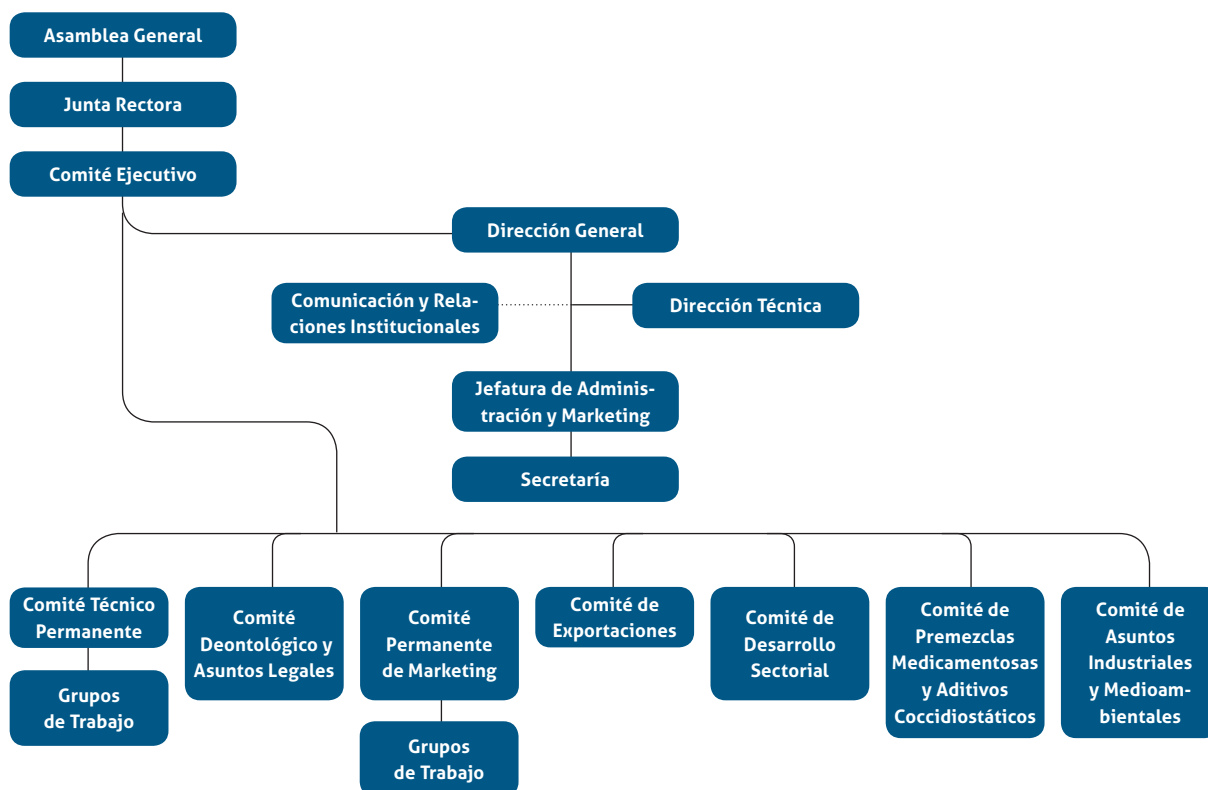 Asamblea General
Junta Rectora
Comité Ejecutivo
Dirección General
Comunicación y Rela-
ciones Institucionales
Dirección Técnica
Jefatura de Adminis-
tración y Marketing
Secretaría
Comité Técnico
Permanente
Grupos
de Trabajo
Comité
Deontológico y
Asuntos Legales
Comité
Permanente
de Marketing
Grupos
de Trabajo
Comité de
Exportaciones
Comité de
Desarrollo
Sectorial
Comité de
Premezclas
Medicamentosas
y Aditivos
Coccidiostáticos
Comité de
Asuntos
Industriales
y Medioam-
bientales